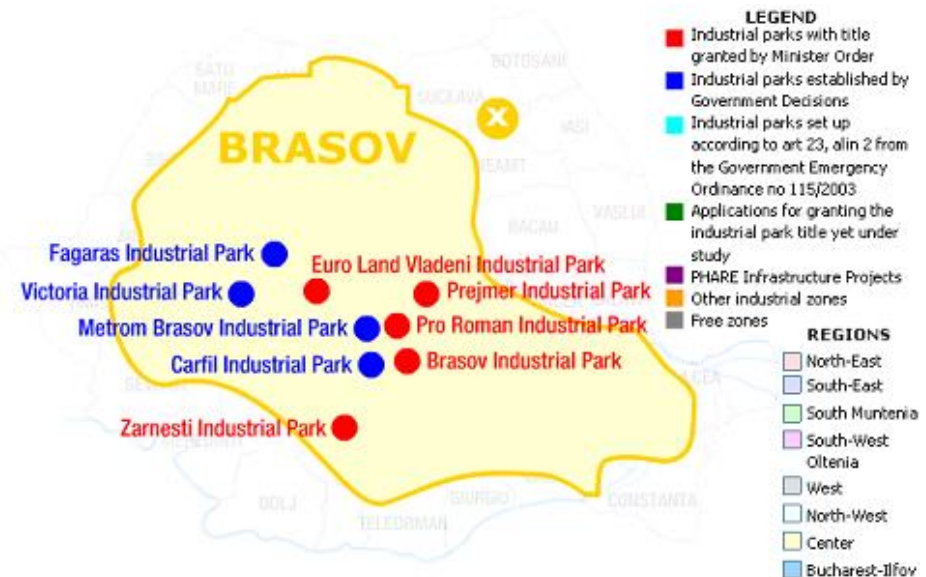 BRASOV
X
Fagaras Industrial Park
Euro Land Vladeni Industrial Park
Victoria Industrial Park
Prejmer Industrial Park
Metrom Brasov Industrial Park
Pro Roman Industrial Park
Carfil Industrial Park
Brasov Industrial Park
Zarnesti Industrial Park
SATU
MARE
BOTOSANI
SUCEAVA
IASI
NEAMT
BACAU
VASLUI
DOLJ
TELEORMAN
GIURGIU
CONSTANTA
LEGEND
Industrial parks with title
granted by Minister Order
Industrial parks established by
Government Decisions
Industrial parks set up
according to art 23, alin 2 from
the Government Emergency
Ordinance no 115/2003
Applications for granting the
industrial park title yet under
study
PHARE Infrastructure Projects
Other industrial zones
Free zones
REGIONS
North-East
South-East
South Muntenia
South-West
Oltenia
West
North-West
Center
Bucharest-Ilfov